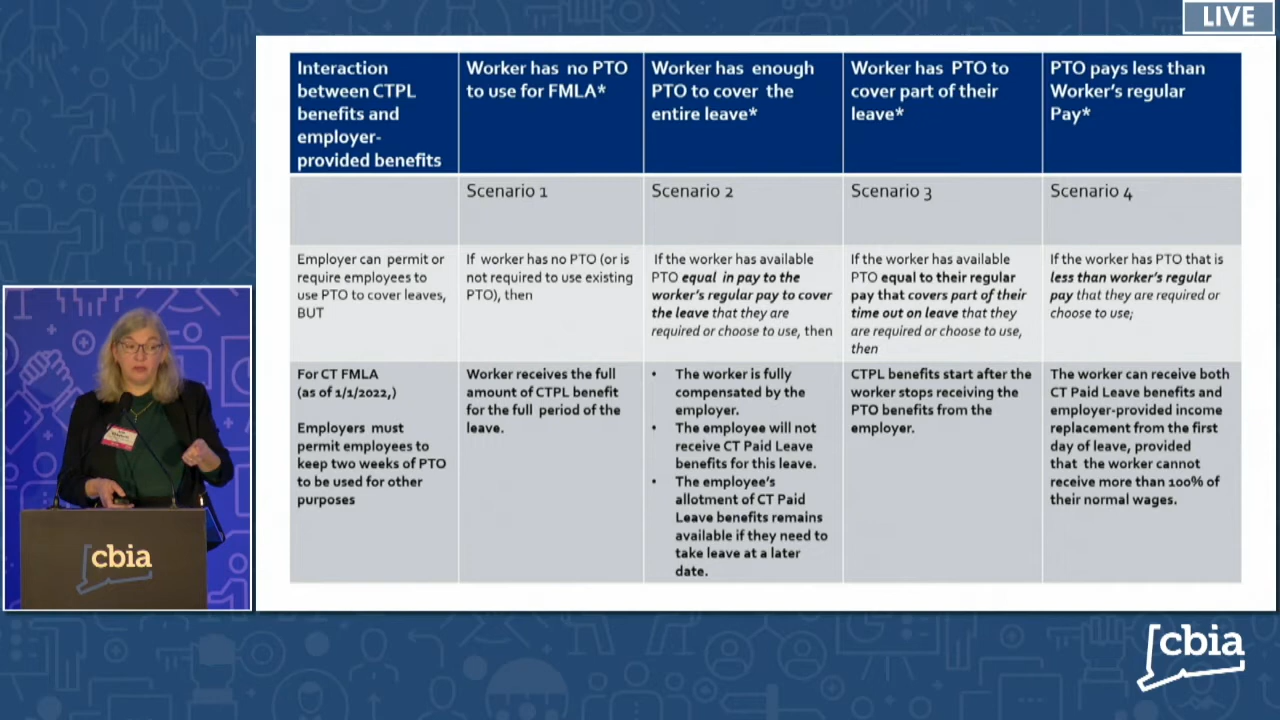 LIVE
Interaction
between CTPL
benefits and
employer-
provided benefits
Worker has no PTO
to use for FMLA*
Worker has enough
PTO to cover the
entire leave*
Worker has PTO to
cover part of their
leave*
PTO pays less than
Worker's regular
Pay*
Scenario 1
Scenario 2
Scenario 3
Scenario 4
Employer can permit or
require employees to
use PTO to cover leaves,
BUT
If worker has no PTO (or is
not required to use existing
PTO), then
If the worker has available
PTO equal in pay to the
worker's regular pay to cover
the leave that they are
required or choose to use, then
If the worker has available
PTO equal to their regular
pay that covers part of their
time out on leave that they
are required or choose to use,
then
If the worker has PTO that is
less than worker's regular
pay that they are required or
choose to use;
For CT FMLA
(as of 1/1/2022,)
Employers must
permit employees to
keep two weeks of PTO
to be used for other
purposes
Worker receives the full
amount of CTPL benefit
for the full period of the
leave.
• The worker is fully
compensated by the
employer.
• The employee will not
receive CT Paid Leave
benefits for this leave.
• The employee's
allotment of CT Paid
Leave benefits remains
available if they need to
take leave at a later
date.
CTPL benefits start after the
worker stops receiving the
PTO benefits from the
employer.
The worker can receive both
CT Paid Leave benefits and
employer-provided income
replacement from the first
day of leave, provided
that the worker cannot
receive more than 100% of
their normal wages.
cbia
cbia